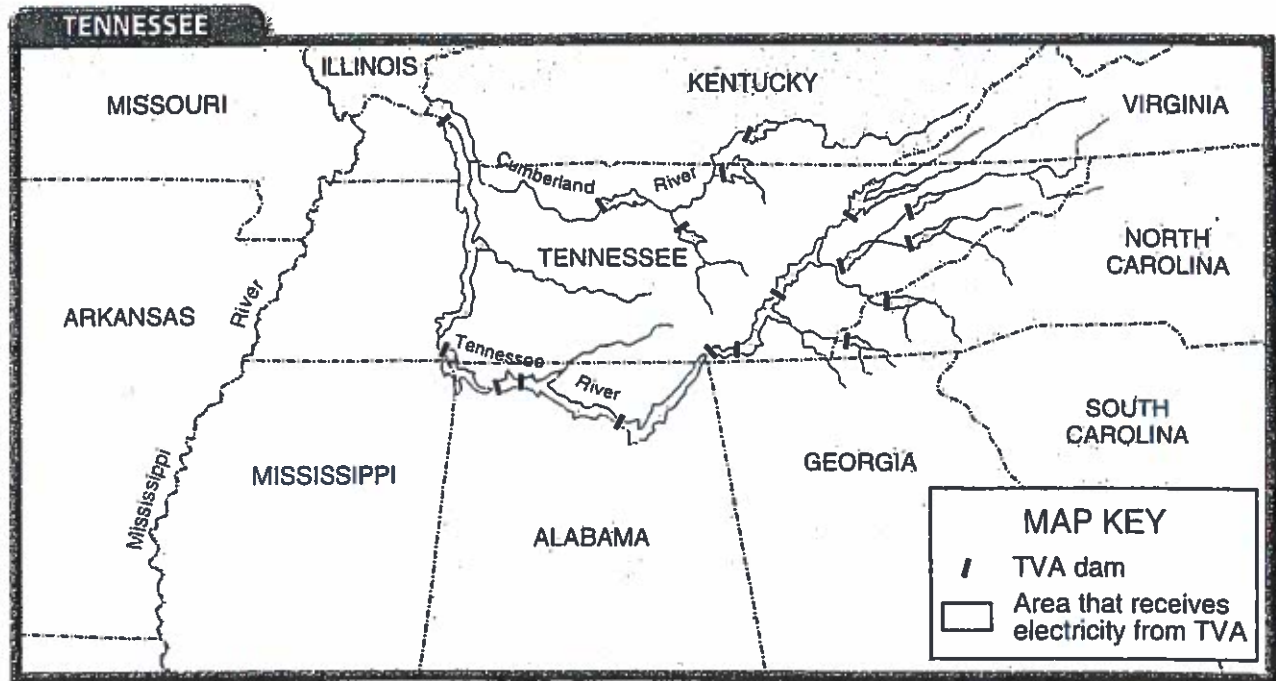 TENNESSEE
ILLINOIS
MISSOURI
KENTUCKY
VIRGINIA
Cumberland
River
TENNESSEE
NORTH
CAROLINA
ARKANSAS
River
Tennessee
River
SOUTH
CAROLINA
MISSISSIPPI
GEORGIA
Mississippi
ALABAMA
MAP KEY
TVA dam
Area that receives
electricity from TVA